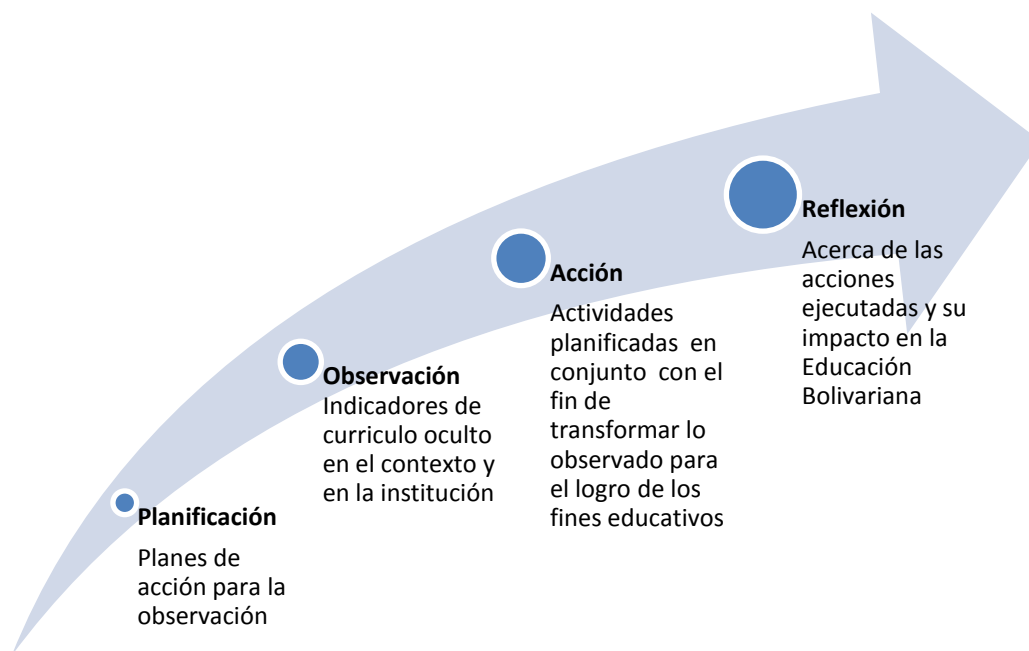 Planificación
Planes de
acción para la
observación
Observación
Indicadores de
curriculo oculto
en el contexto y
en la institución
Acción
Actividades
planificadas en
conjunto con el
fin de
transformar lo
observado para
el logro de los
fines educativos
Reflexión
Acerca de las
acciones
ejecutadas y su
impacto en la
Educación
Bolivariana